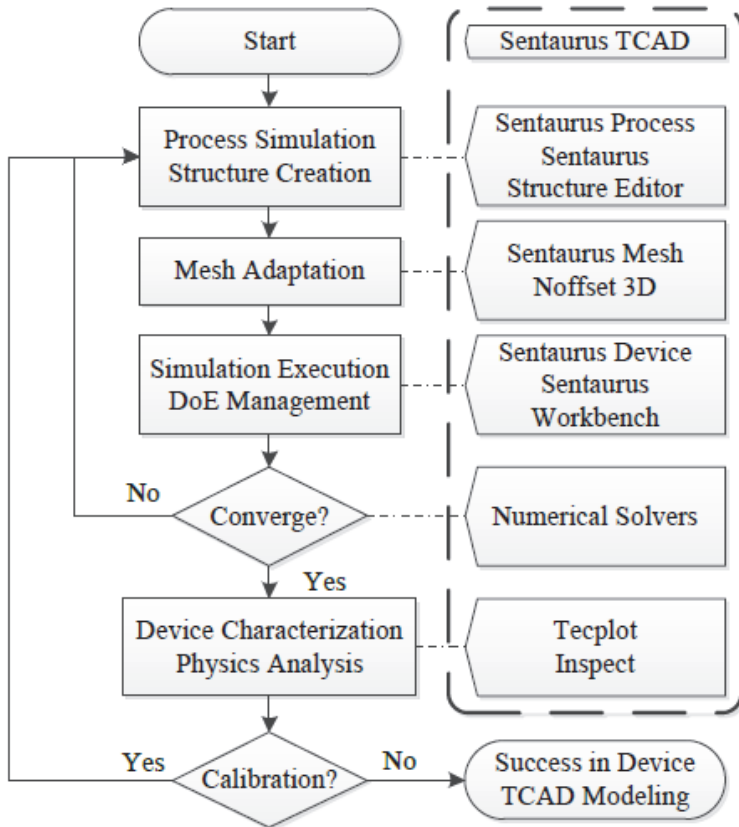 Start
Sentaurus TCAD
Process Simulation
Structure Creation
Sentaurus Process
Sentaurus
Structure Editor
Mesh Adaptation
Sentaurus Mesh
Noffset 3D
Simulation Execution
DoE Management
Sentaurus Device
Sentaurus
Workbench
No
Converge?
Numerical Solvers
Yes
Device Characterization
Physics Analysis
Tecplot
Inspect
Yes
Calibration?
No
Success in Device
TCAD Modeling